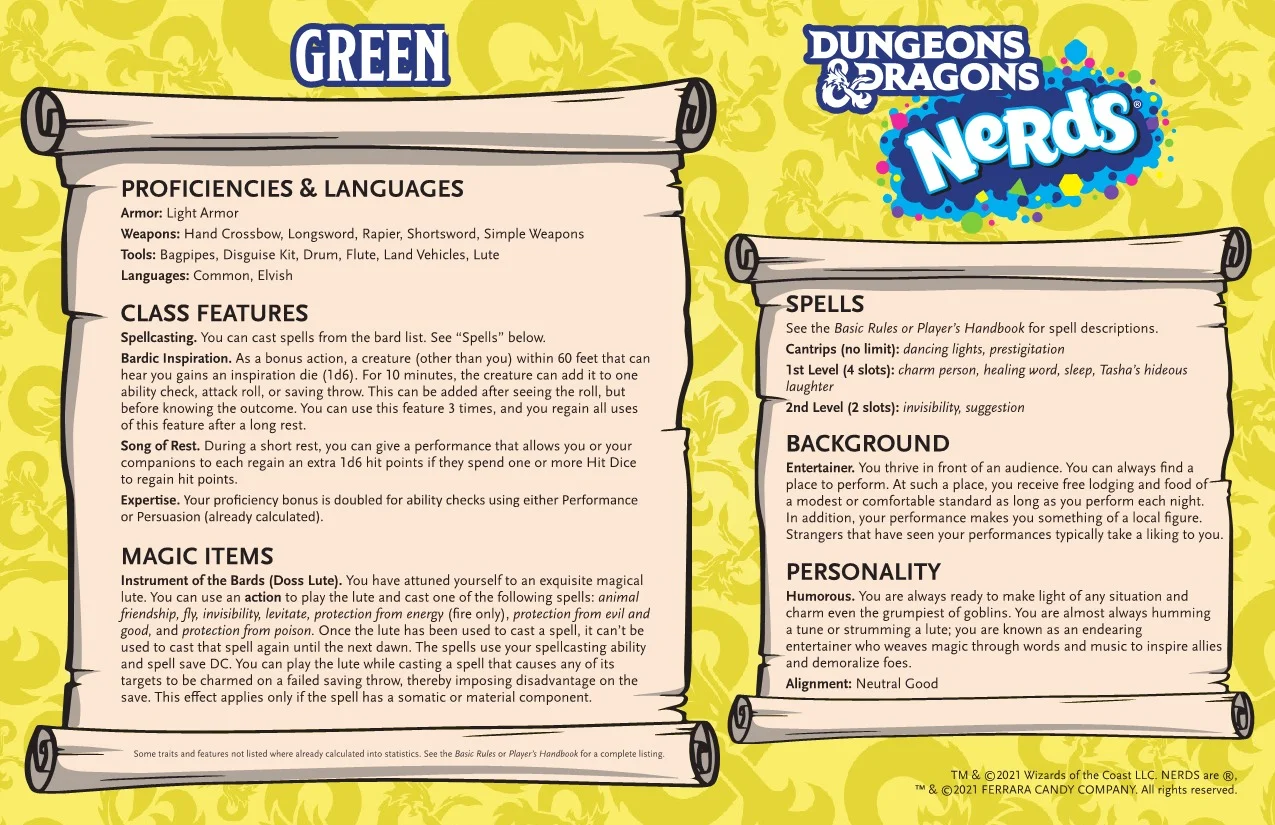 GREEN
PROFICIENCIES & LANGUAGES
Armor: Light Armor
Weapons: Hand Crossbow, Longsword, Rapier, Shortsword, Simple Weapons
Tools: Bagpipes, Disguise Kit, Drum, Flute, Land Vehicles, Lute
Languages: Common, Elvish
CLASS FEATURES
Spellcasting. You can cast spells from the bard list. See “Spells” below.
Bardic Inspiration. As a bonus action, a creature (other than you) within 60 feet that can
hear you gains an inspiration die (1d6). For 10 minutes, the creature can add it to one
ability check, attack roll, or saving throw. This can be added after seeing the roll, but
before knowing the outcome. You can use this feature 3 times, and you regain all uses
of this feature after a long rest.
Song of Rest. During a short rest, you can give a performance that allows you or your
companions to each regain an extra 1d6 hit points if they spend one or more Hit Dice
to regain hit points.
Expertise. Your proficiency bonus is doubled for ability checks using either Performance
or Persuasion (already calculated).
MAGIC ITEMS
Instrument of the Bards (Doss Lute). You have attuned yourself to an exquisite magical
lute. You can use an action to play the lute and cast one of the following spells: animal
friendship, fly, invisibility, levitate, protection from energy (fire only), protection from evil and
good, and protection from poison. Once the lute has been used to cast a spell, it can’t be
used to cast that spell again until the next dawn. The spells use your spellcasting ability
and spell save DC. You can play the lute while casting a spell that causes any of its
targets to be charmed on a failed saving throw, thereby imposing disadvantage on the
save. This effect applies only if the spell has a somatic or material component.
Some traits and features not listed where already calculated into statistics. See the Basic Rules or Player’s Handbook for a complete listing.
DUNGEONS
& DRAGONS
NeRdS®
SPELLS
See the Basic Rules or Player’s Handbook for spell descriptions.
Cantrips (no limit): dancing lights, prestigitation
1st Level (4 slots): charm person, healing word, sleep, Tasha’s hideous
laughter
2nd Level (2 slots): invisibility, suggestion
BACKGROUND
Entertainer. You thrive in front of an audience. You can always find a
place to perform. At such a place, you receive free lodging and food of
a modest or comfortable standard as long as you perform each night.
In addition, your performance makes you something of a local figure.
Strangers that have seen your performances typically take a liking to you.
PERSONALITY
Humorous. You are always ready to make light of any situation and
charm even the grumpiest of goblins. You are almost always humming
a tune or strumming a lute; you are known as an endearing
entertainer who weaves magic through words and music to inspire allies
and demoralize foes.
Alignment: Neutral Good
TM & ©2021 Wizards of the Coast LLC. NERDS are ®,
™ & ©2021 FERRARA CANDY COMPANY. All rights reserved.